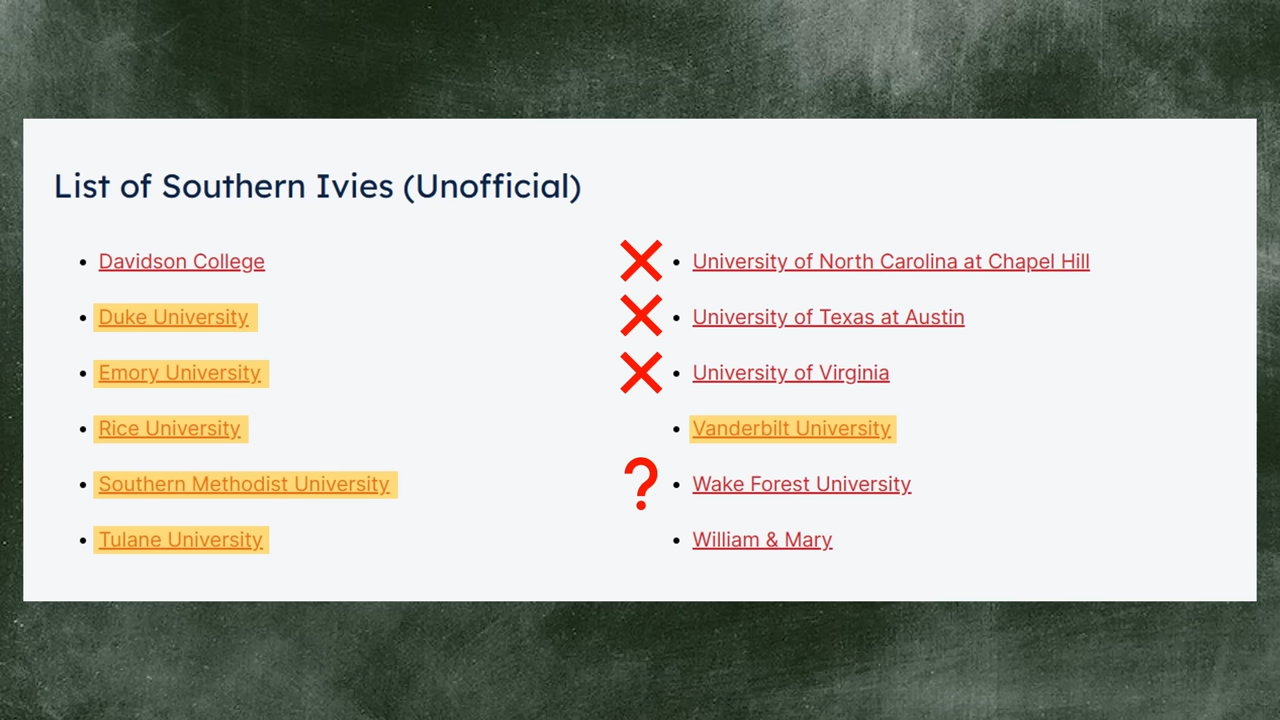 List of Southern Ivies (Unofficial)
Davidson College
Duke University
Emory University
Rice University
Southern Methodist University
Tulane University
University of North Carolina at Chapel Hill
University of Texas at Austin
University of Virginia
Vanderbilt University
? Wake Forest University
William & Mary